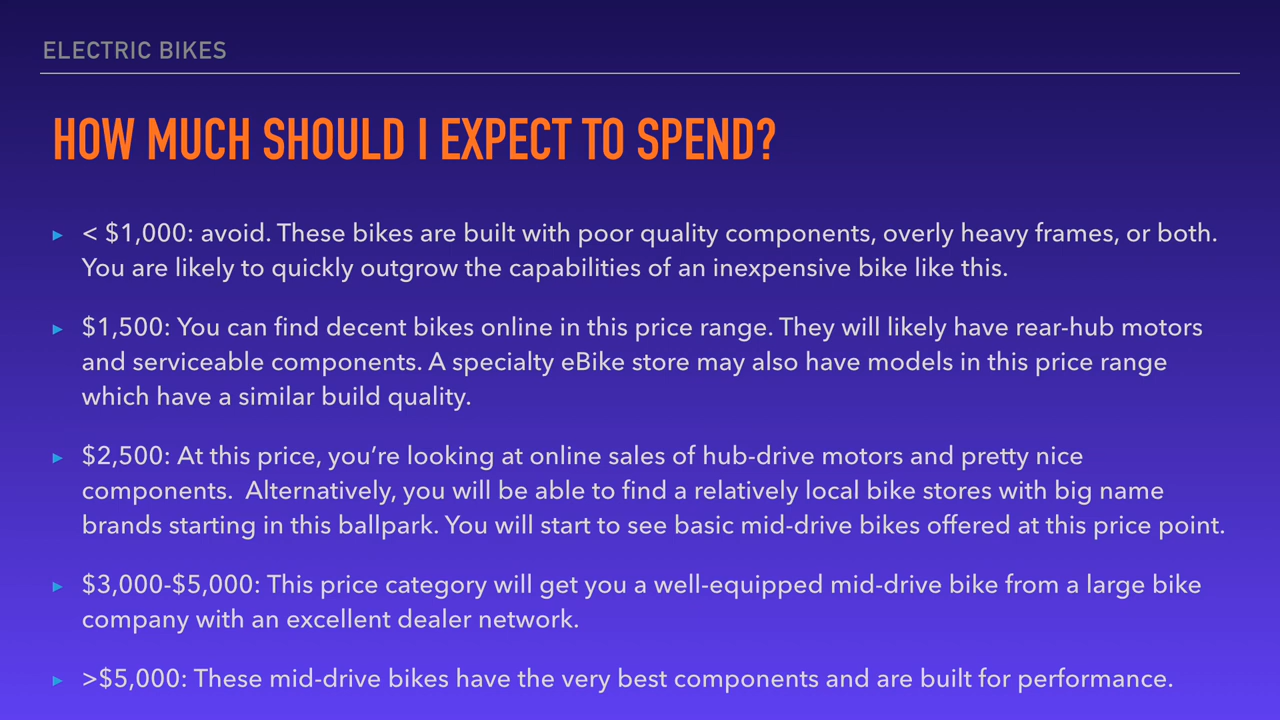 ELECTRIC BIKES
HOW MUCH SHOULD I EXPECT TO SPEND?
▸ < $1,000: avoid. These bikes are built with poor quality components, overly heavy frames, or both.
You are likely to quickly outgrow the capabilities of an inexpensive bike like this.
▸ $1,500: You can find decent bikes online in this price range. They will likely have rear-hub motors
and serviceable components. A specialty eBike store may also have models in this price range
which have a similar build quality.
▸ $2,500: At this price, you’re looking at online sales of hub-drive motors and pretty nice
components.  Alternatively, you will be able to find a relatively local bike stores with big name
brands starting in this ballpark. You will start to see basic mid-drive bikes offered at this price point.
▸ $3,000-$5,000: This price category will get you a well-equipped mid-drive bike from a large bike
company with an excellent dealer network.
▸ >$5,000: These mid-drive bikes have the very best components and are built for performance.